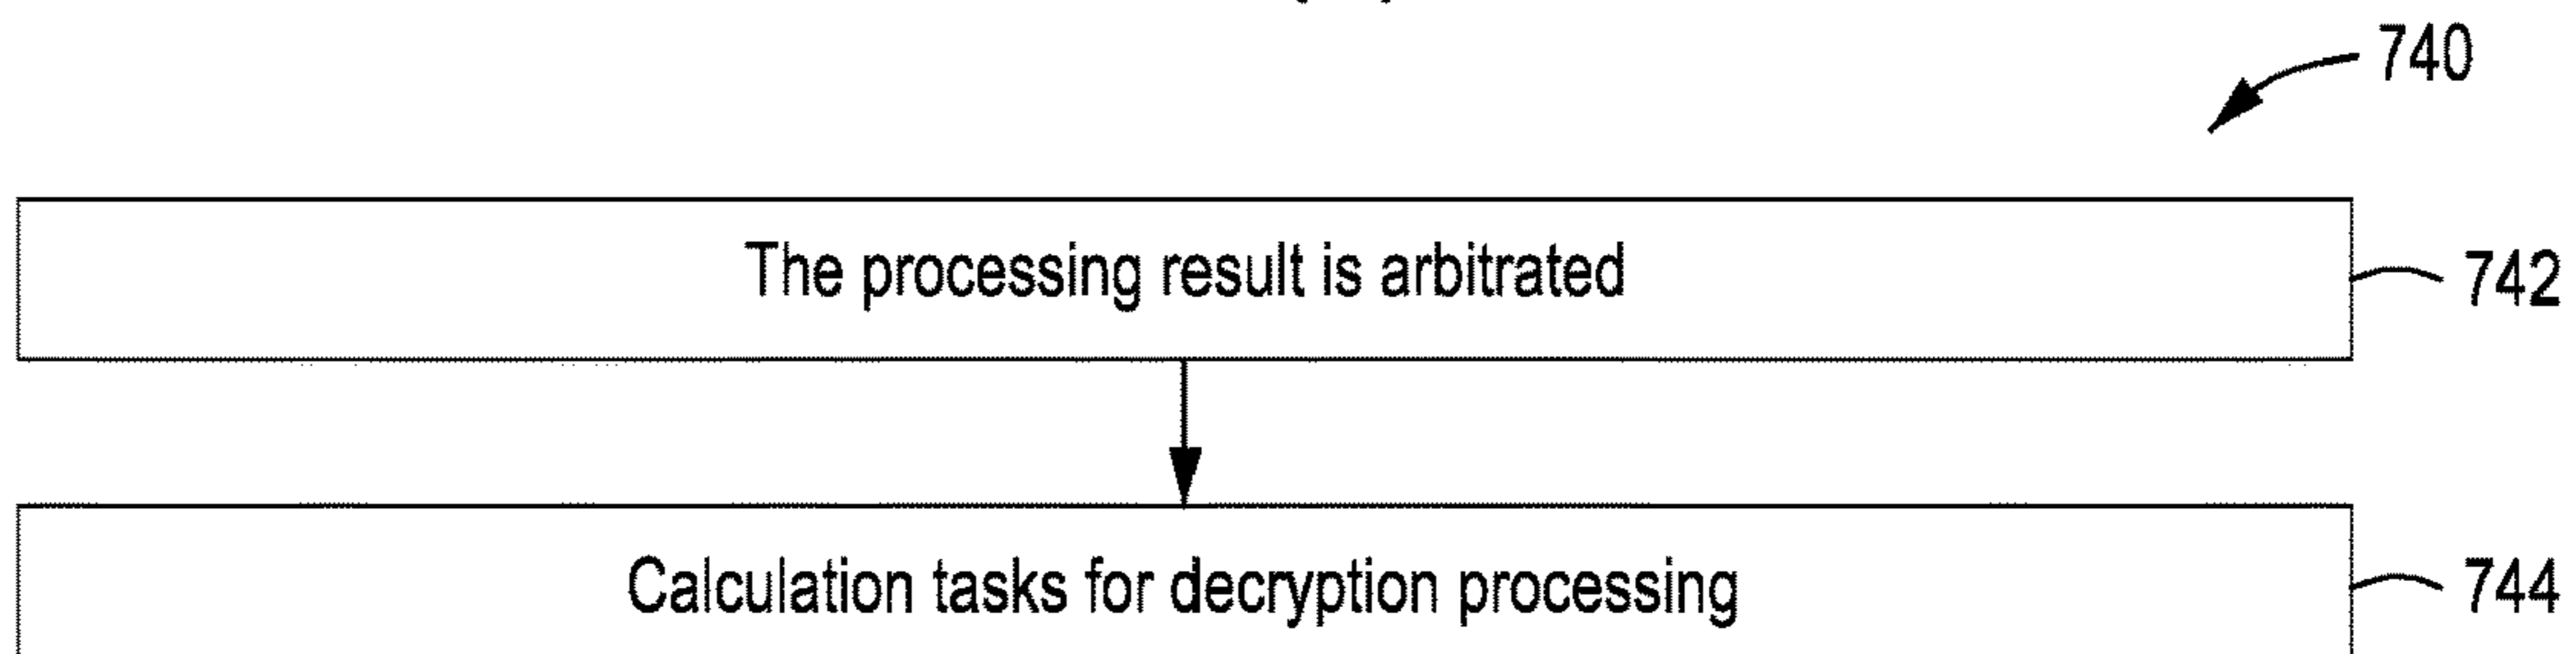 740
The processing result is arbitrated
742
Calculation tasks for decryption processing
744